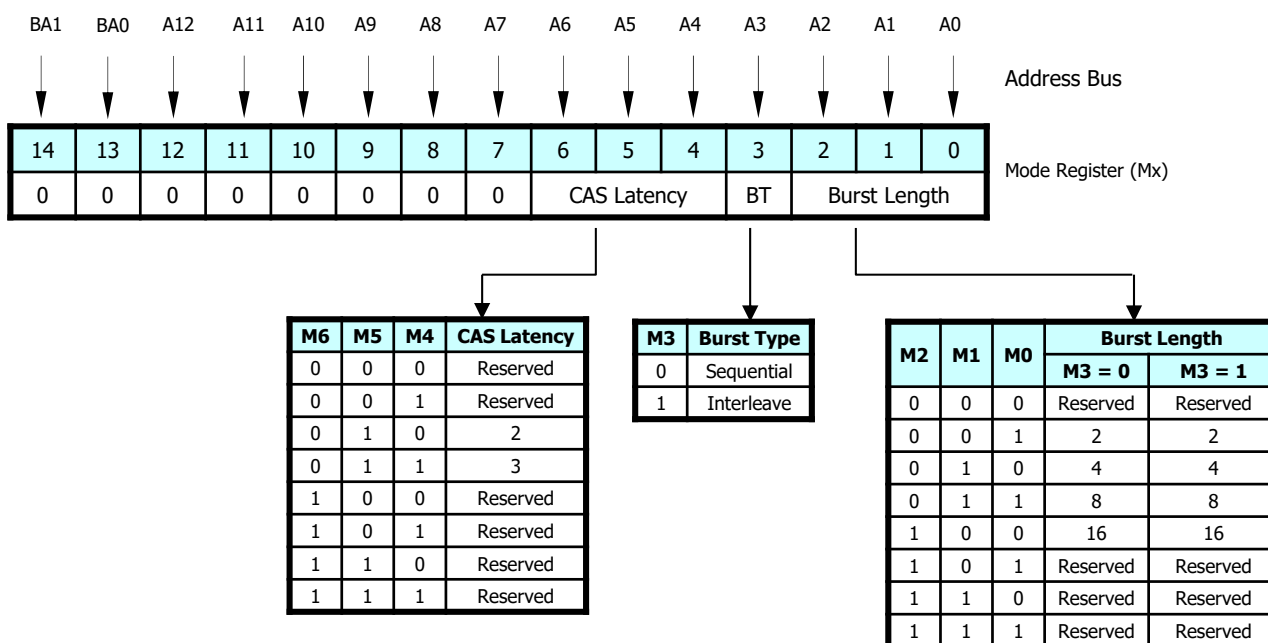 BA1 BA0 A12 A11 A10 A9 A8 A7 A6 A5 A4 A3 A2 A1 A0
Address Bus
14 13 12 11 10 9 8 7 6 5 4 3 2 1 0
Mode Register (Mx)
0 0 0 0 0 0 0 0 CAS Latency BT Burst Length
M6 M5 M4 CAS Latency
0 0 0 Reserved
0 0 1 Reserved
0 1 0 2
0 1 1 3
1 0 0 Reserved
1 0 1 Reserved
1 1 0 Reserved
1 1 1 Reserved
M3 Burst Type
0 Sequential
1 Interleave
M2 M1 M0 Burst Length
M3 = 0 M3 = 1
0 0 0 Reserved Reserved
0 0 1 2 2
0 1 0 4 4
0 1 1 8 8
1 0 0 16 16
1 0 1 Reserved Reserved
1 1 0 Reserved Reserved
1 1 1 Reserved Reserved